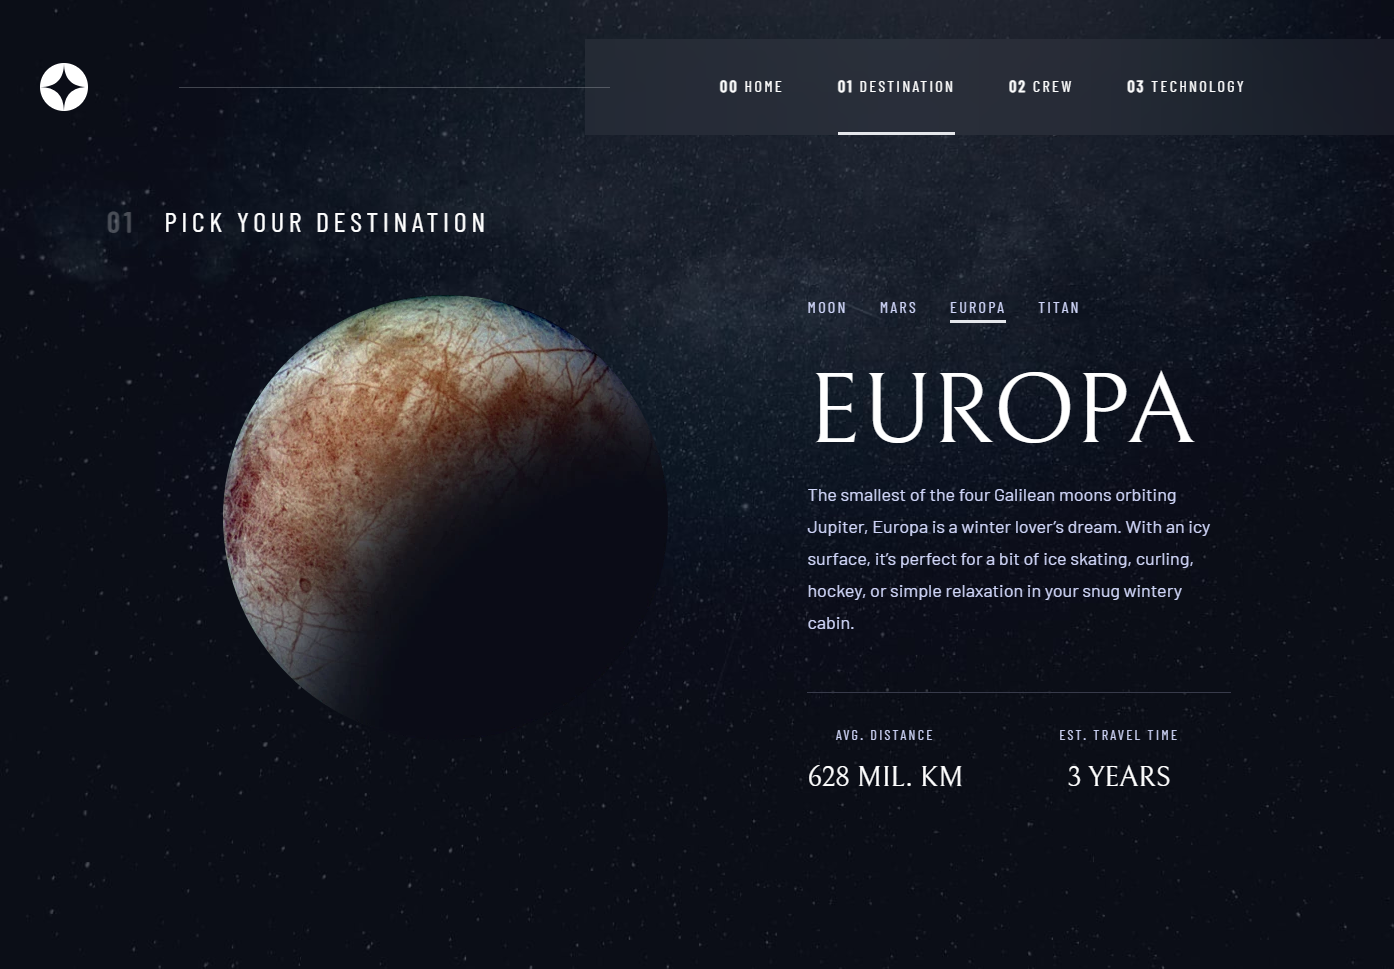 00 HOME 01 DESTINATION 02 CREW 03 TECHNOLOGY
01 PICK YOUR DESTINATION
MOON MARS EUROPA TITAN
EUROPA
The smallest of the four Galilean moons orbiting
Jupiter, Europa is a winter lover’s dream. With an icy
surface, it’s perfect for a bit of ice skating, curling,
hockey, or simple relaxation in your snug wintery
cabin.
AVG. DISTANCE EST. TRAVEL TIME
628 MIL. KM 3 YEARS